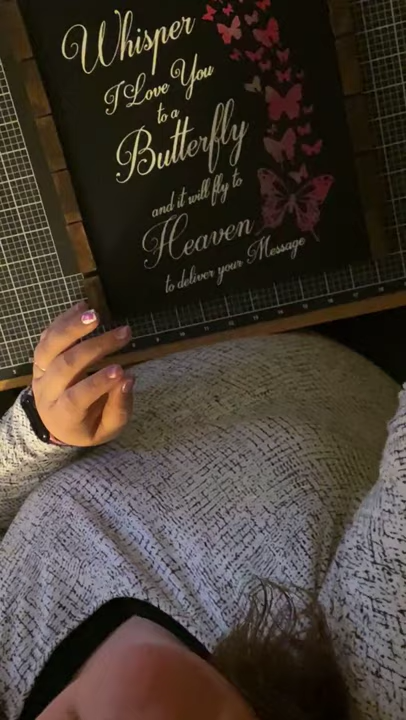 Whisper
I Love You
to a
Butterfly
and it will fly to
Heaven
to deliver your Message